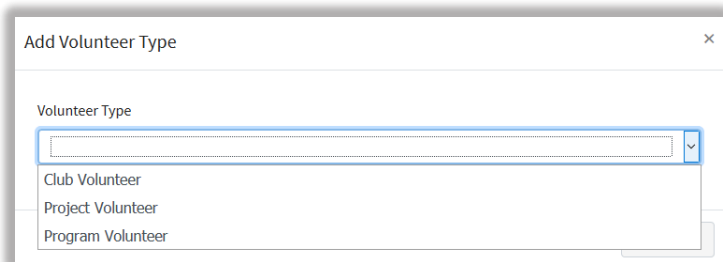 Add Volunteer Type ×
Volunteer Type
Club Volunteer
Project Volunteer
Program Volunteer